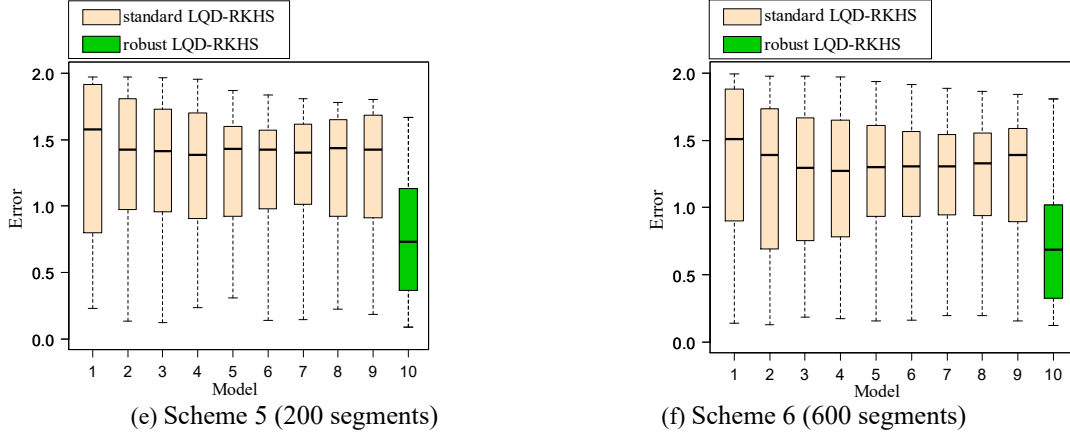 standard LQD-RKHS
robust LQD-RKHS
2.0
1.5
1.0
0.5
0.0
Error
1 2 3 4 5 6 7 8 9 10
Model
(e) Scheme 5 (200 segments)
standard LQD-RKHS
robust LQD-RKHS
2.0
1.5
1.0
0.5
0.0
Error
1 2 3 4 5 6 7 8 9 10
Model
(f) Scheme 6 (600 segments)